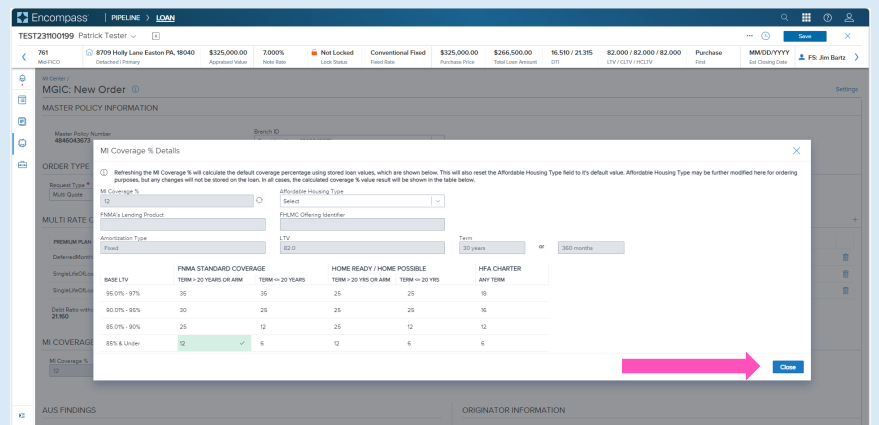 Encompass® | PIPELINE > LOAN
TEST231100199 Patrick Tester
Save
761 8709 Holly Lane Easton PA, 18040 $325,000.00 7.000% Not Locked Conventional Fixed $325,000.00 $266,500.00 16.510 / 21.315 82.000 / 82.000 / 82.000 Purchase MM/DD/YYYY FS: Jim Bartz
Mid-FICO Detached | Primary Appraised Value Note Rate Lock Status Fixed Rate Purchase Price Total Loan Amount DTI LTV / CLTV / HCLTV First Est Closing Date
MI Center /
MGIC: New Order Settings
MASTER POLICY INFORMATION
Master Policy Number Branch ID
4846043673
MI Coverage % Details
ORDER TYPE
Refreshing the MI Coverage % will calculate the default coverage percentage using stored loan values, which are shown below. This will also reset the Affordable Housing Type field to it's default value. Affordable Housing Type may be further modified here for ordering
purposes, but any changes will not be stored on the loan. In all cases, the calculated coverage % value result will be shown in the table below.
Request Type *
Multi Quote
MI Coverage % Affordable Housing Type
12 Select
FNMA's Lending Product FHLMC Offering Identifier
MULTI RATE
Amortization Type LTV Term
Fixed 82.0 30 years or 360 months
PREMIUM PLAN
DeferredMonth
SingleLifeOfLoa
SingleLifeOfLoa
FNMA STANDARD COVERAGE HOME READY / HOME POSSIBLE HFA CHARTER
BASE LTV TERM > 20 YEARS OR ARM TERM <= 20 YEARS TERM > 20 YRS OR ARM TERM <= 20 YRS ANY TERM
95.01% - 97% 35 35 25 25 18
90.01% - 95% 30 25 25 25 16
85.01% - 90% 25 12 25 12 12
85% & Under 12 6 12 6 6
Debt Ratio with
21.160
MI COVERAGE
MI Coverage %
12
Close
AUS FINDINGS ORIGINATOR INFORMATION